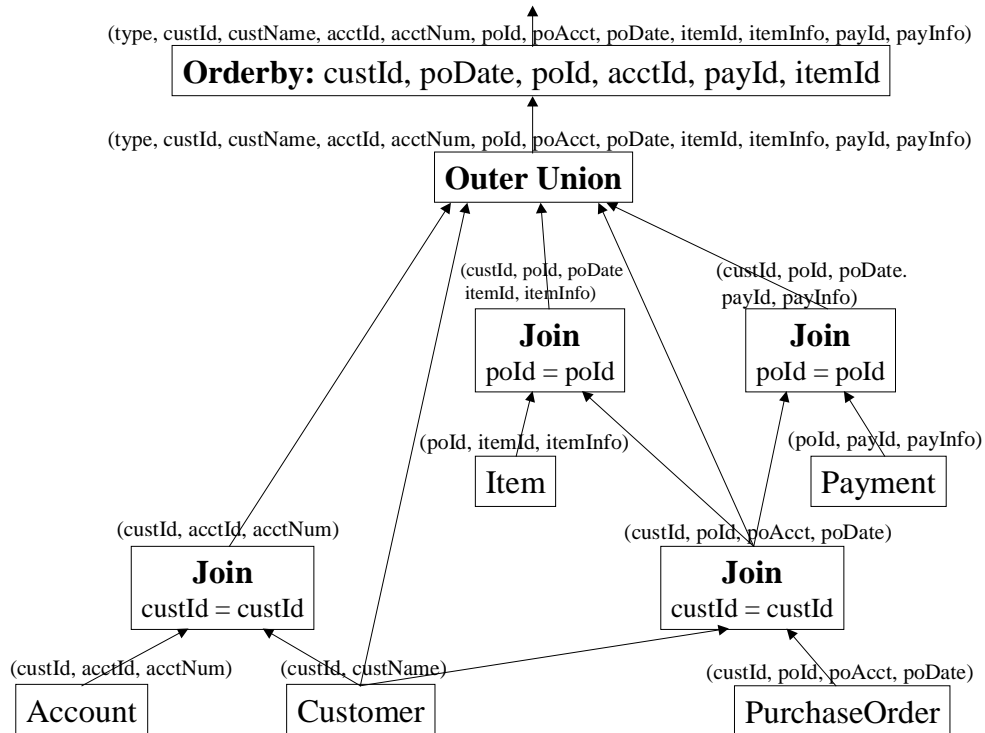 (type, custId, custName, acctId, acctNum, poId, poAcct, poDate, itemId, itemInfo, payId, payInfo)
Orderby: custId, poDate, poId, acctId, payId, itemId
(type, custId, custName, acctId, acctNum, poId, poAcct, poDate, itemId, itemInfo, payId, payInfo)
Outer Union
(custId, poId, poDate
itemId, itemInfo)
(custId, poId, poDate.
payId, payInfo)
Join
poId = poId
Join
poId = poId
(poId, itemId, itemInfo)
(poId, payId, payInfo)
Item
Payment
(custId, acctId, acctNum)
(custId, poId, poAcct, poDate)
Join
custId = custId
Join
custId = custId
(custId, acctId, acctNum)
(custId, custName)
(custId, poId, poAcct, poDate)
Account
Customer
PurchaseOrder